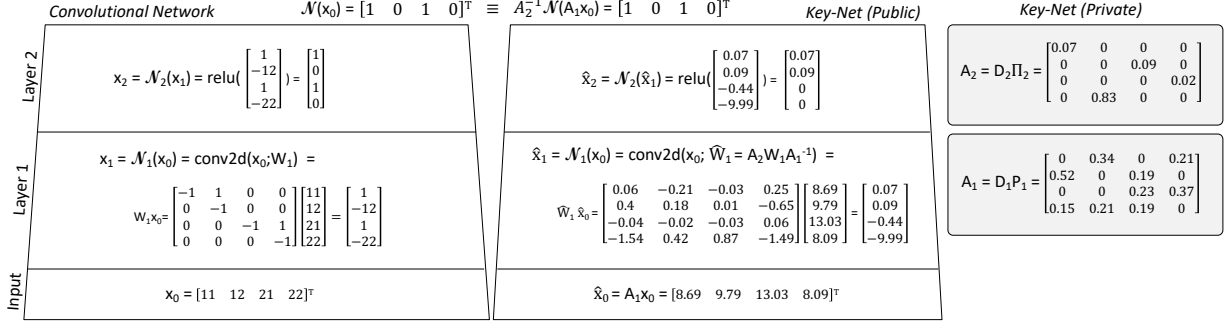 Convolutional Network
𝒩(x₀) = [1 0 1 0]ᵀ ≡ A₂⁻¹𝒩(A₁x₀) = [1 0 1 0]ᵀ
Key-Net (Public)
Key-Net (Private)
Layer 2
x₂ = 𝒩₂(x₁) = relu( [1 −12 1 −22] ) = [1 0 1 0]
x̂₂ = 𝒩₂(x̂₁) = relu( [0.07 0.09 −0.44 −9.99] ) = [0.07 0.09 0 0]
A₂ = D₂Π₂ =
0.07 0 0 0
0 0 0.09 0
0 0 0 0.02
0 0.83 0 0
Layer 1
x₁ = 𝒩₁(x₀) = conv2d(x₀;W₁) =
W₁x₀=
−1 1 0 0 11 1
0 −1 0 0 12 = −12
0 0 −1 1 21 1
0 0 0 −1 22 −22
x̂₁ = 𝒩₁(x₀) = conv2d(x₀; Ŵ₁ = A₂W₁A₁⁻¹) =
Ŵ₁ x̂₀ =
0.06 −0.21 −0.03 0.25 8.69 0.07
0.4 0.18 0.01 −0.65 9.79 = 0.09
−0.04 −0.02 −0.03 0.06 13.03 −0.44
−1.54 0.42 0.87 −1.49 8.09 −9.99
A₁ = D₁P₁ =
0 0.34 0 0.21
0.52 0 0.19 0
0 0 0.23 0.37
0.15 0.21 0.19 0
Input
x₀ = [11 12 21 22]ᵀ
x̂₀ = A₁x₀ = [8.69 9.79 13.03 8.09]ᵀ